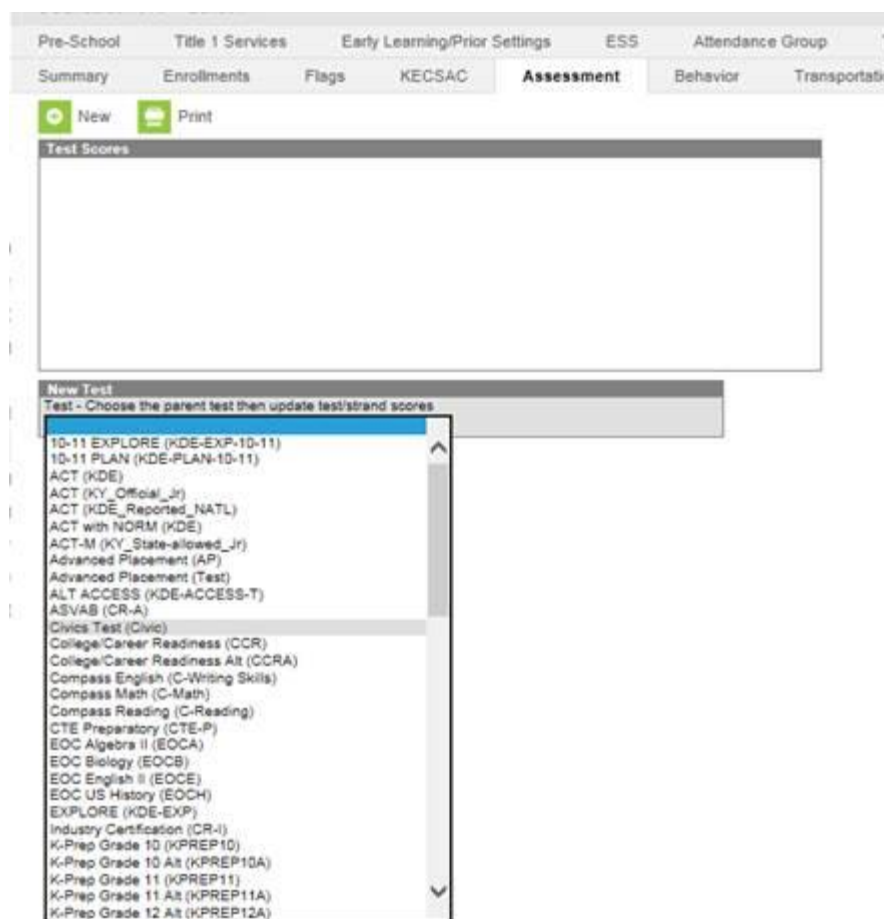 Pre-School Title 1 Services Early Learning/Prior Settings ESS Attendance Group
Summary Enrollments Flags KECSAC Assessment Behavior
New Print
Test Scores
New Test
Test - Choose the parent test then update test/strand scores
10-11 EXPLORE (KDE-EXP-10-11)
10-11 PLAN (KDE-PLAN-10-11)
ACT (KDE)
ACT (KY_Official_Jr)
ACT (KDE_Reported_NATL)
ACT with NORM (KDE)
ACT-M (KY_State-allowed_Jr)
Advanced Placement (AP)
Advanced Placement (Test)
ALT ACCESS (KDE-ACCESS-T)
ASVAB (CR-A)
Civics Test (Civic)
College/Career Readiness (CCR)
College/Career Readiness Alt (CCRA)
Compass English (C-Writing Skills)
Compass Math (C-Math)
Compass Reading (C-Reading)
CTE Preparatory (CTE-P)
EOC Algebra II (EOCA)
EOC Biology (EOCB)
EOC English II (EOCE)
EOC US History (EOCH)
EXPLORE (KDE-EXP)
Industry Certification (CR-I)
K-Prep Grade 10 (KPREP10)
K-Prep Grade 10 Alt (KPREP10A)
K-Prep Grade 11 (KPREP11)
K-Prep Grade 11 Alt (KPREP11A)
K-Prep Grade 12 Alt (KPREP12A)